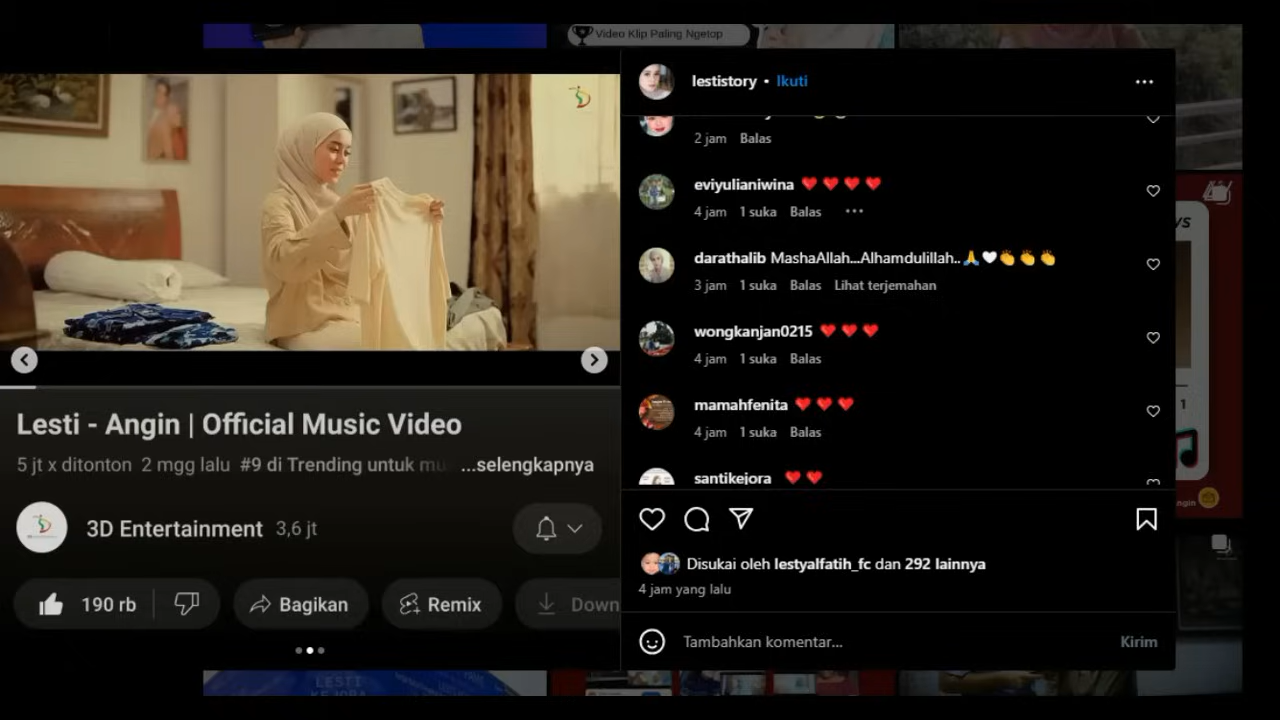 Video Klip Paling Ngetop
lestistory • Ikuti
2 jam Balas
eviyulianiwina ❤️ ❤️ ❤️ ❤️
4 jam 1 suka Balas
darathalib MashaAllah...Alhamdulillah..🙏🤍👏👏👏
3 jam 1 suka Balas Lihat terjemahan
wongkanjan0215 ❤️ ❤️ ❤️
4 jam 1 suka Balas
mamahfenita ❤️ ❤️ ❤️
4 jam 1 suka Balas
santikejora ❤️ ❤️
Disukai oleh lestyalfatih_fc dan 292 lainnya
4 jam yang lalu
Tambahkan komentar... Kirim
Lesti - Angin | Official Music Video
5 jt x ditonton 2 mgg lalu #9 di Trending untuk mu ...selengkapnya
3D Entertainment 3,6 jt
190 rb Bagikan Remix Down
LESTI
KEJORA